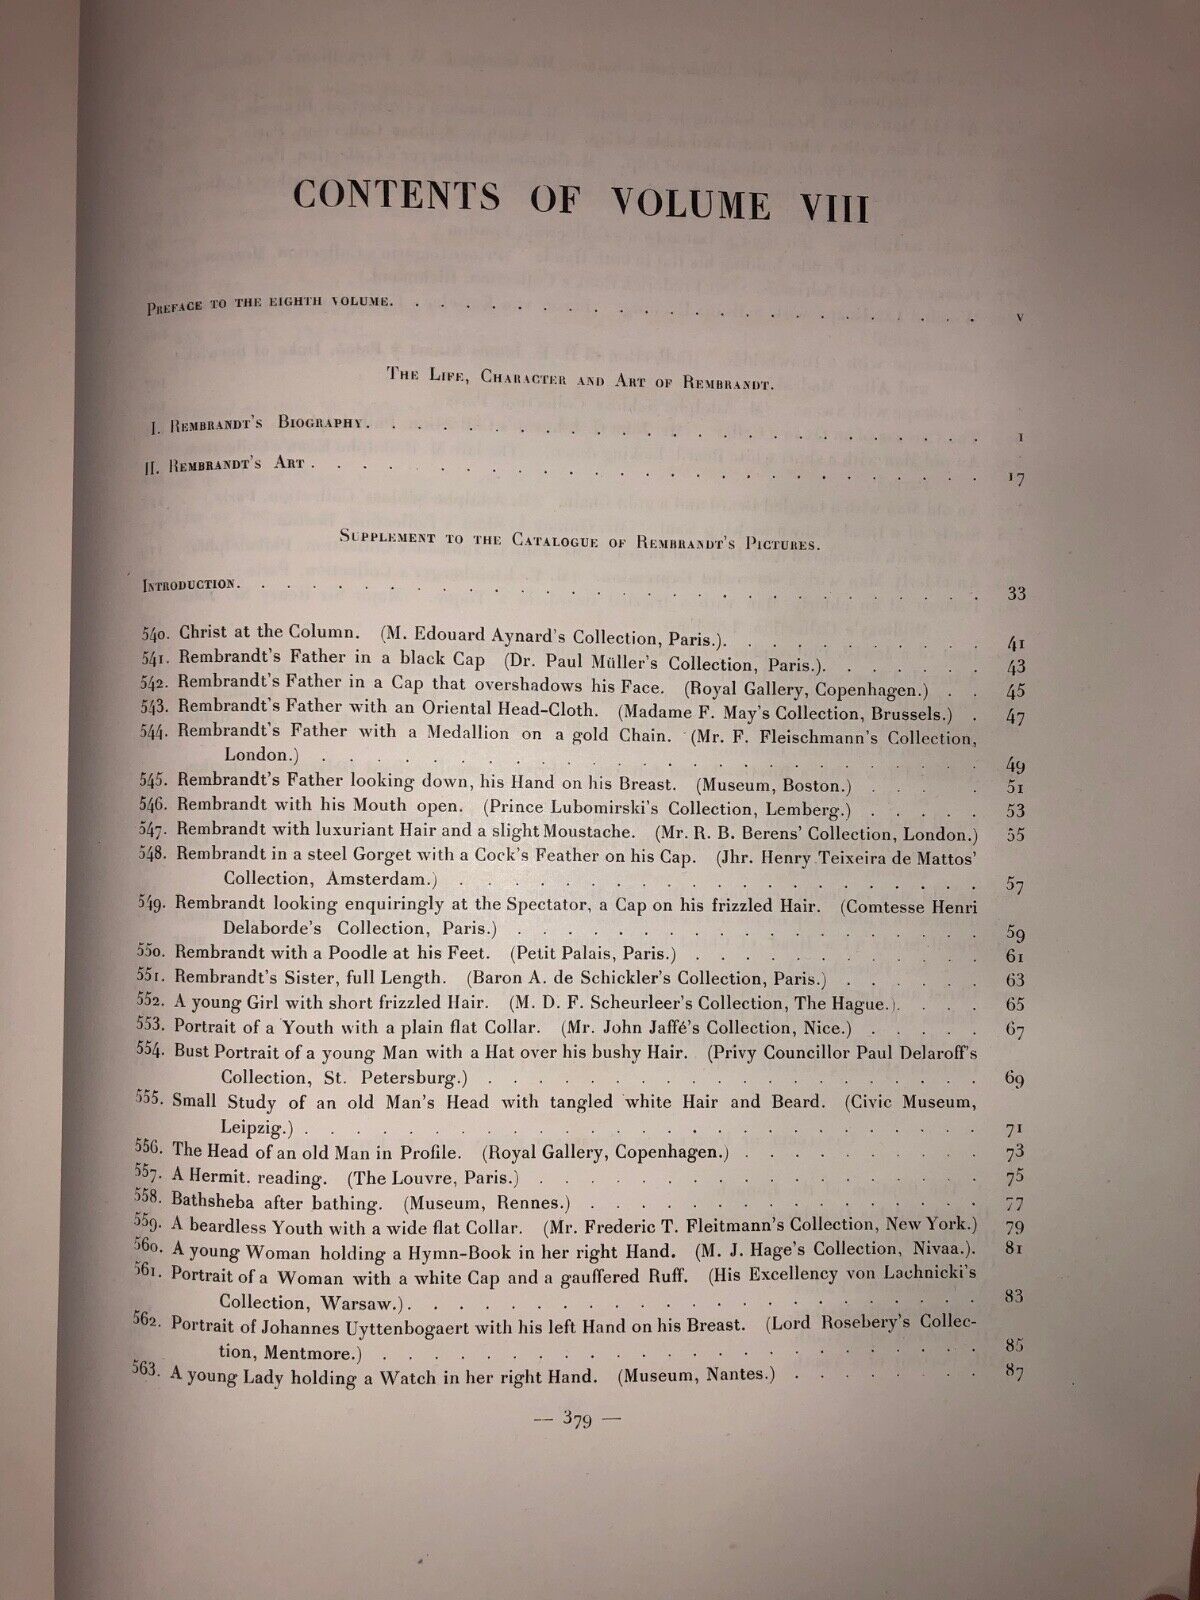 CONTENTS OF VOLUME VIII
PREFACE TO THE EIGHTH VOLUME. . . . . . . . . . . . . . . . . . . . . . . v
THE LIFE, CHARACTER AND ART OF REMBRANDT.
I. REMBRANDT'S BIOGRAPHY. . . . . . . . . . . . . . . . . . . . . . . . 1
II. REMBRANDT'S ART . . . . . . . . . . . . . . . . . . . . . . . . . . 17
SUPPLEMENT TO THE CATALOGUE OF REMBRANDT'S PICTURES.
INTRODUCTION. . . . . . . . . . . . . . . . . . . . . . . . . . . . . 33
540. Christ at the Column. (M. Edouard Aynard's Collection, Paris.). . . . . . . . . . . 41
541. Rembrandt's Father in a black Cap (Dr. Paul Müller's Collection, Paris.). . . . . . . 43
542. Rembrandt's Father in a Cap that overshadows his Face. (Royal Gallery, Copenhagen.) . . 45
543. Rembrandt's Father with an Oriental Head-Cloth. (Madame F. May's Collection, Brussels.) . 47
544. Rembrandt's Father with a Medallion on a gold Chain. (Mr. F. Fleischmann's Collection,
London.) . . . . . . . . . . . . . . . . . . . . . . . . . . 49
545. Rembrandt's Father looking down, his Hand on his Breast. (Museum, Boston.) . . . . . 51
546. Rembrandt with his Mouth open. (Prince Lubomirski's Collection, Lemberg.) . . . . . 53
547. Rembrandt with luxuriant Hair and a slight Moustache. (Mr. R. B. Berens' Collection, London.) 55
548. Rembrandt in a steel Gorget with a Cock's Feather on his Cap. (Jhr. Henry Teixeira de Mattos'
Collection, Amsterdam.) . . . . . . . . . . . . . . . . . . . . 57
549. Rembrandt looking enquiringly at the Spectator, a Cap on his frizzled Hair. (Comtesse Henri
Delaborde's Collection, Paris.) . . . . . . . . . . . . . . . . . . 59
550. Rembrandt with a Poodle at his Feet. (Petit Palais, Paris.) . . . . . . . . . . . . 61
551. Rembrandt's Sister, full Length. (Baron A. de Schickler's Collection, Paris.) . . . . . . 63
552. A young Girl with short frizzled Hair. (M. D. F. Scheurleer's Collection, The Hague.). . . . 65
553. Portrait of a Youth with a plain flat Collar. (Mr. John Jaffé's Collection, Nice.) . . . . . 67
554. Bust Portrait of a young Man with a Hat over his bushy Hair. (Privy Councillor Paul Delaroff's
Collection, St. Petersburg.) . . . . . . . . . . . . . . . . . . . 69
555. Small Study of an old Man's Head with tangled white Hair and Beard. (Civic Museum,
Leipzig.) . . . . . . . . . . . . . . . . . . . . . . . . . . 71
556. The Head of an old Man in Profile. (Royal Gallery, Copenhagen.) . . . . . . . . . . 73
557. A Hermit. reading. (The Louvre, Paris.) . . . . . . . . . . . . . . . . . . 75
558. Bathsheba after bathing. (Museum, Rennes.) . . . . . . . . . . . . . . . . 77
559. A beardless Youth with a wide flat Collar. (Mr. Frederic T. Fleitmann's Collection, New York.) 79
560. A young Woman holding a Hymn-Book in her right Hand. (M. J. Hage's Collection, Nivaa.). 81
561. Portrait of a Woman with a white Cap and a gauffered Ruff. (His Excellency von Lachnicki's
Collection, Warsaw.). . . . . . . . . . . . . . . . . . . . . . 83
562. Portrait of Johannes Uyttenbogaert with his left Hand on his Breast. (Lord Rosebery's Collec-
tion, Mentmore.) . . . . . . . . . . . . . . . . . . . . . . . 85
563. A young Lady holding a Watch in her right Hand. (Museum, Nantes.) . . . . . . . . 87
— 379 —